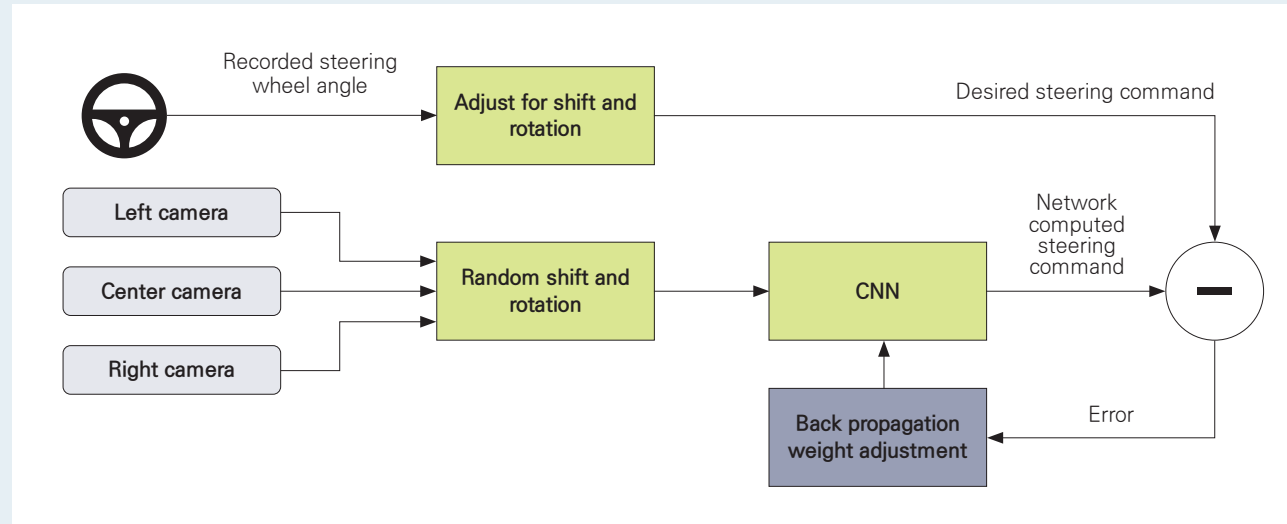 Recorded steering
wheel angle
Adjust for shift and
rotation
Desired steering command
Left camera
Center camera
Right camera
Random shift and
rotation
CNN
Network
computed
steering
command
Back propagation
weight adjustment
Error